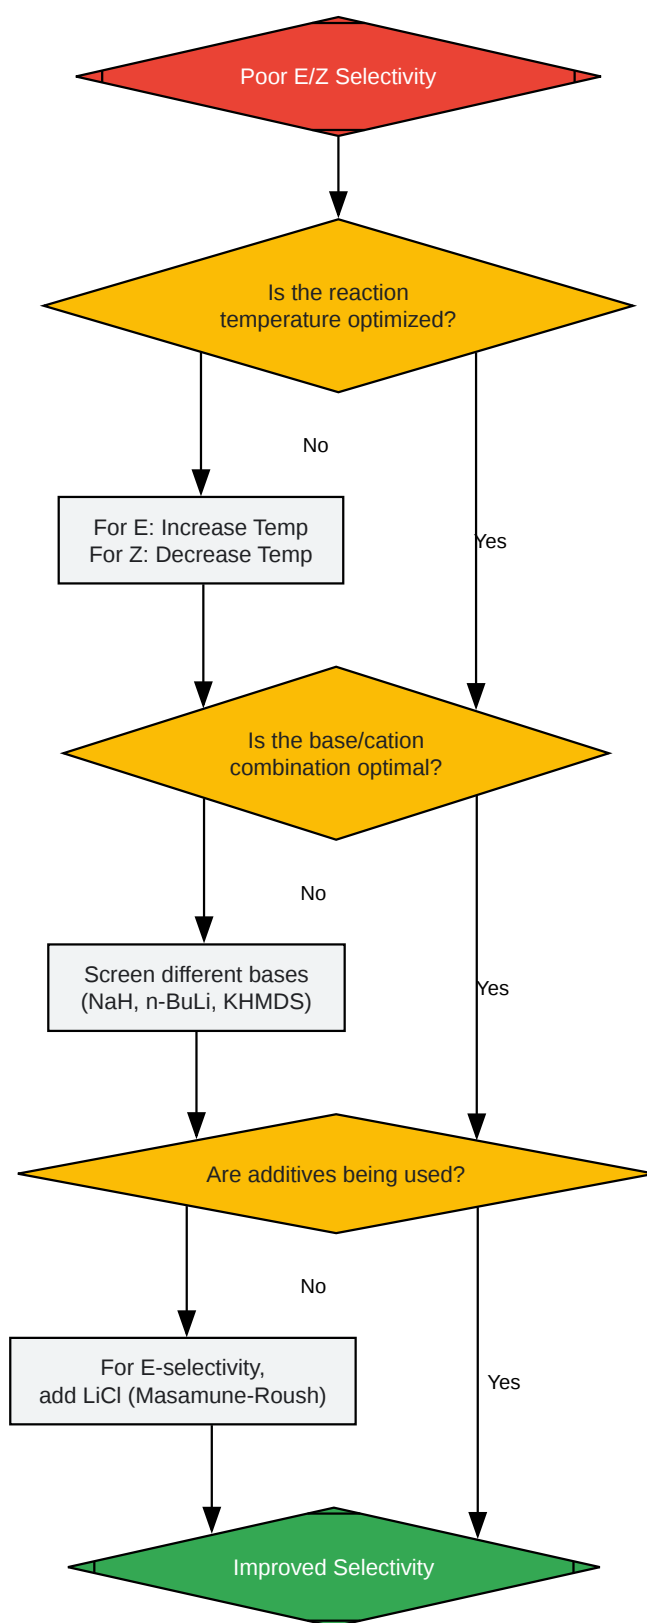 Poor E/Z Selectivity
Is the reaction
temperature optimized?
No
For E: Increase Temp
For Z: Decrease Temp
Yes
Is the base/cation
combination optimal?
No
Screen different bases
(NaH, n-BuLi, KHMDS)
Yes
Are additives being used?
No
For E-selectivity,
add LiCl (Masamune-Roush)
Yes
Improved Selectivity